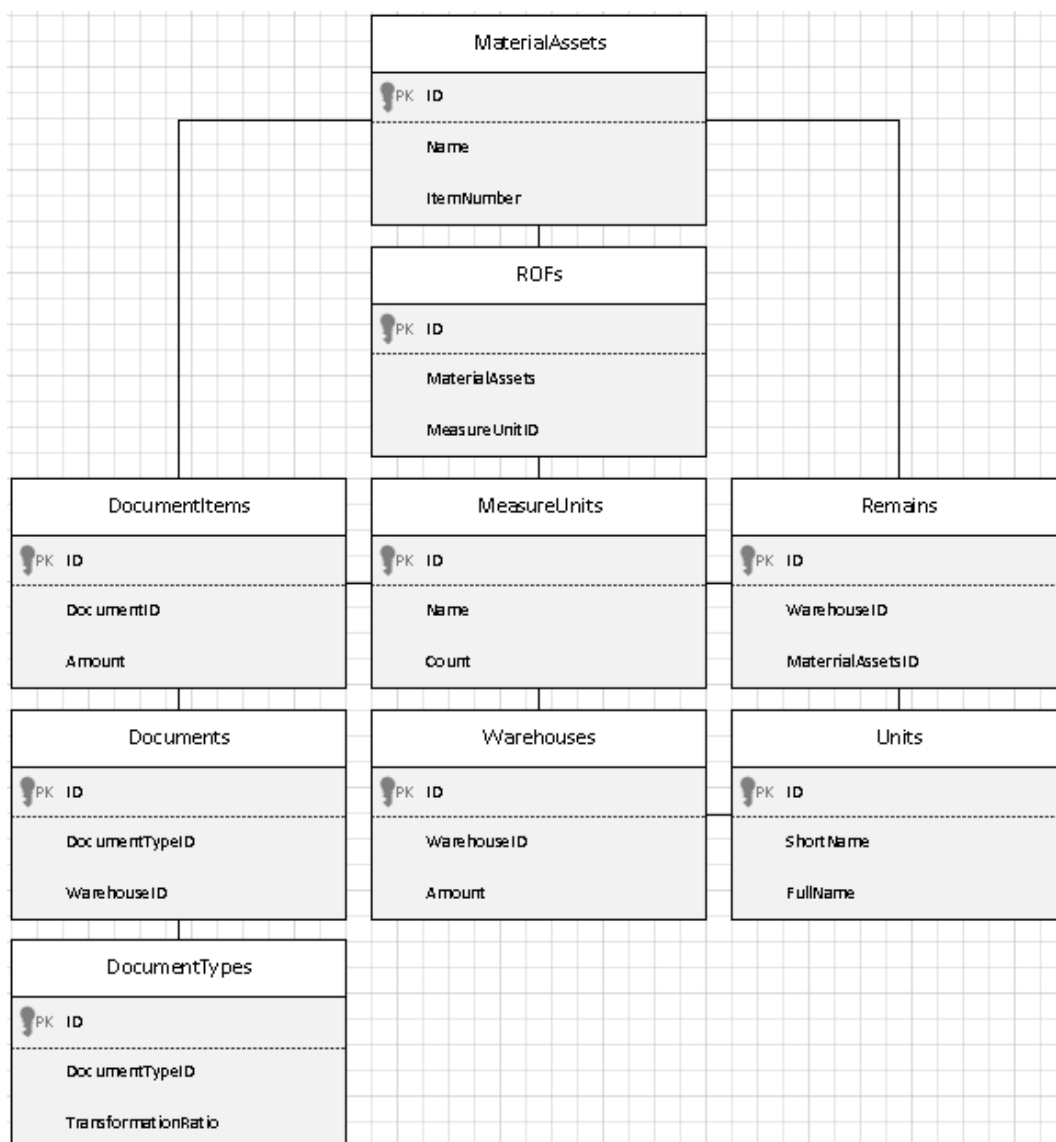 MaterialAssets
PK ID
Name
ItemNumber
ROFs
PK ID
MaterialAssets
MeasureUnitID
DocumentItems
PK ID
DocumentID
Amount
MeasureUnits
PK ID
Name
Count
Remains
PK ID
WarehouseID
MaterrialAssetsID
Documents
PK ID
DocumentTypeID
WarehouseID
Warehouses
PK ID
WarehouseID
Amount
Units
PK ID
ShortName
FullName
DocumentTypes
PK ID
DocumentTypeID
TransformationRatio